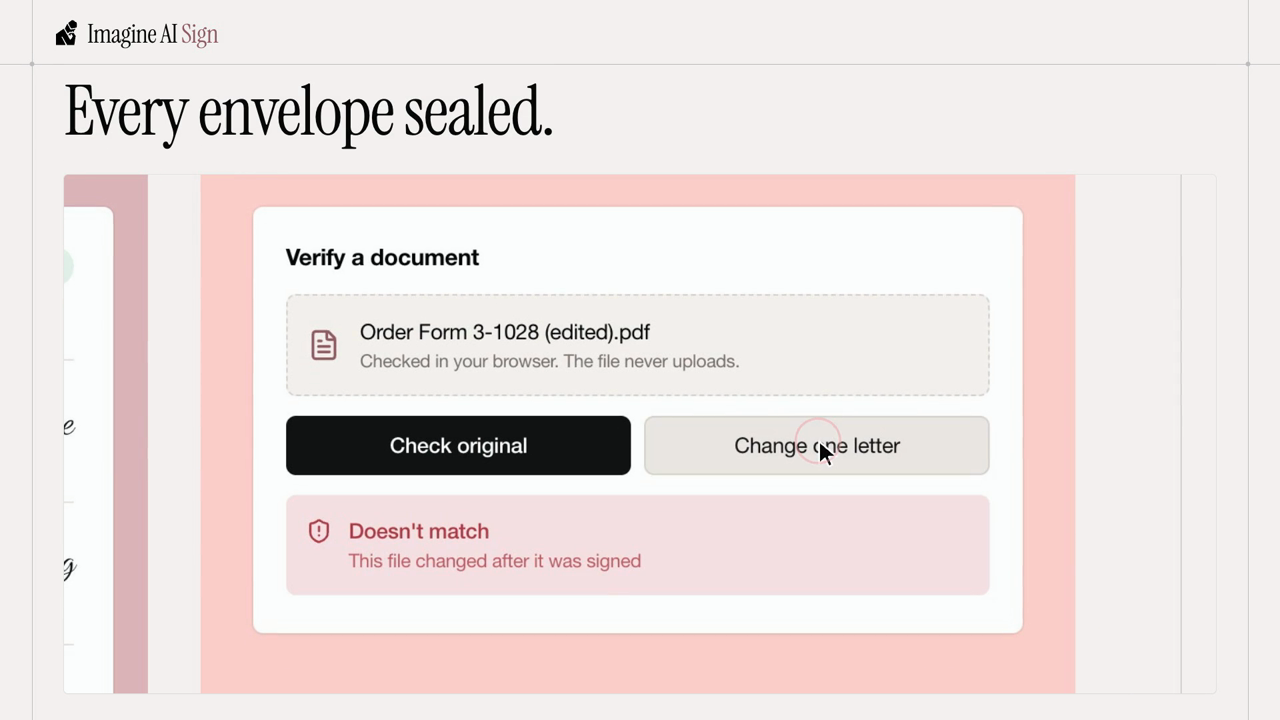 Imagine AI Sign
Every envelope sealed.
e
g
Verify a document
Order Form 3-1028 (edited).pdf
Checked in your browser. The file never uploads.
Check original
Change one letter
Doesn't match
This file changed after it was signed